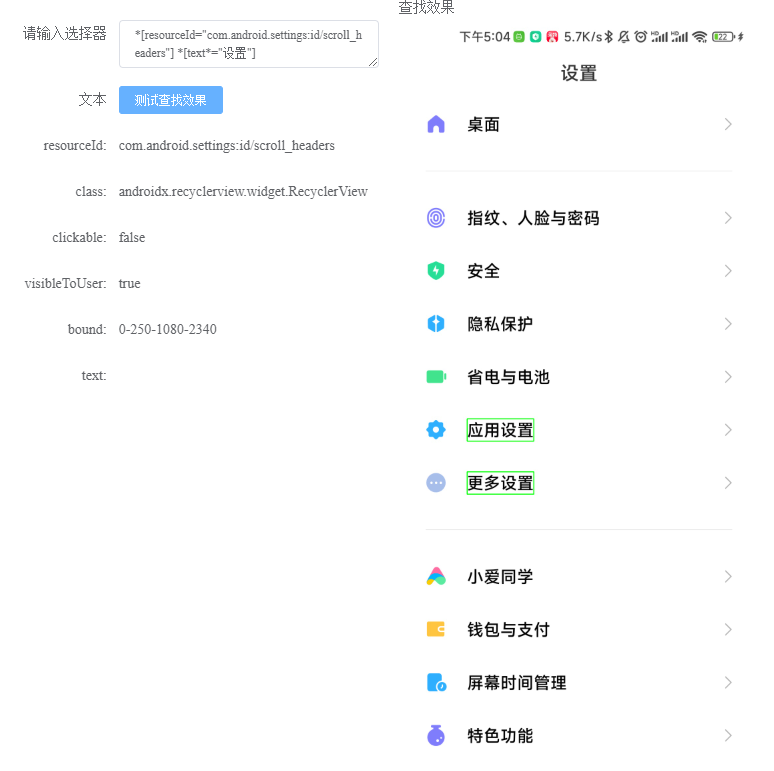 请输入选择器
*[resourceId="com.android.settings:id/scroll_h
eaders"] *[text*="设置"]
文本
测试查找效果
resourceId: com.android.settings:id/scroll_headers
class: androidx.recyclerview.widget.RecyclerView
clickable: false
visibleToUser: true
bound: 0-250-1080-2340
text:
查找效果
下午5:04 5.7K/s HD HD 22
设置
桌面
指纹、人脸与密码
安全
隐私保护
省电与电池
应用设置
更多设置
小爱同学
钱包与支付
屏幕时间管理
特色功能